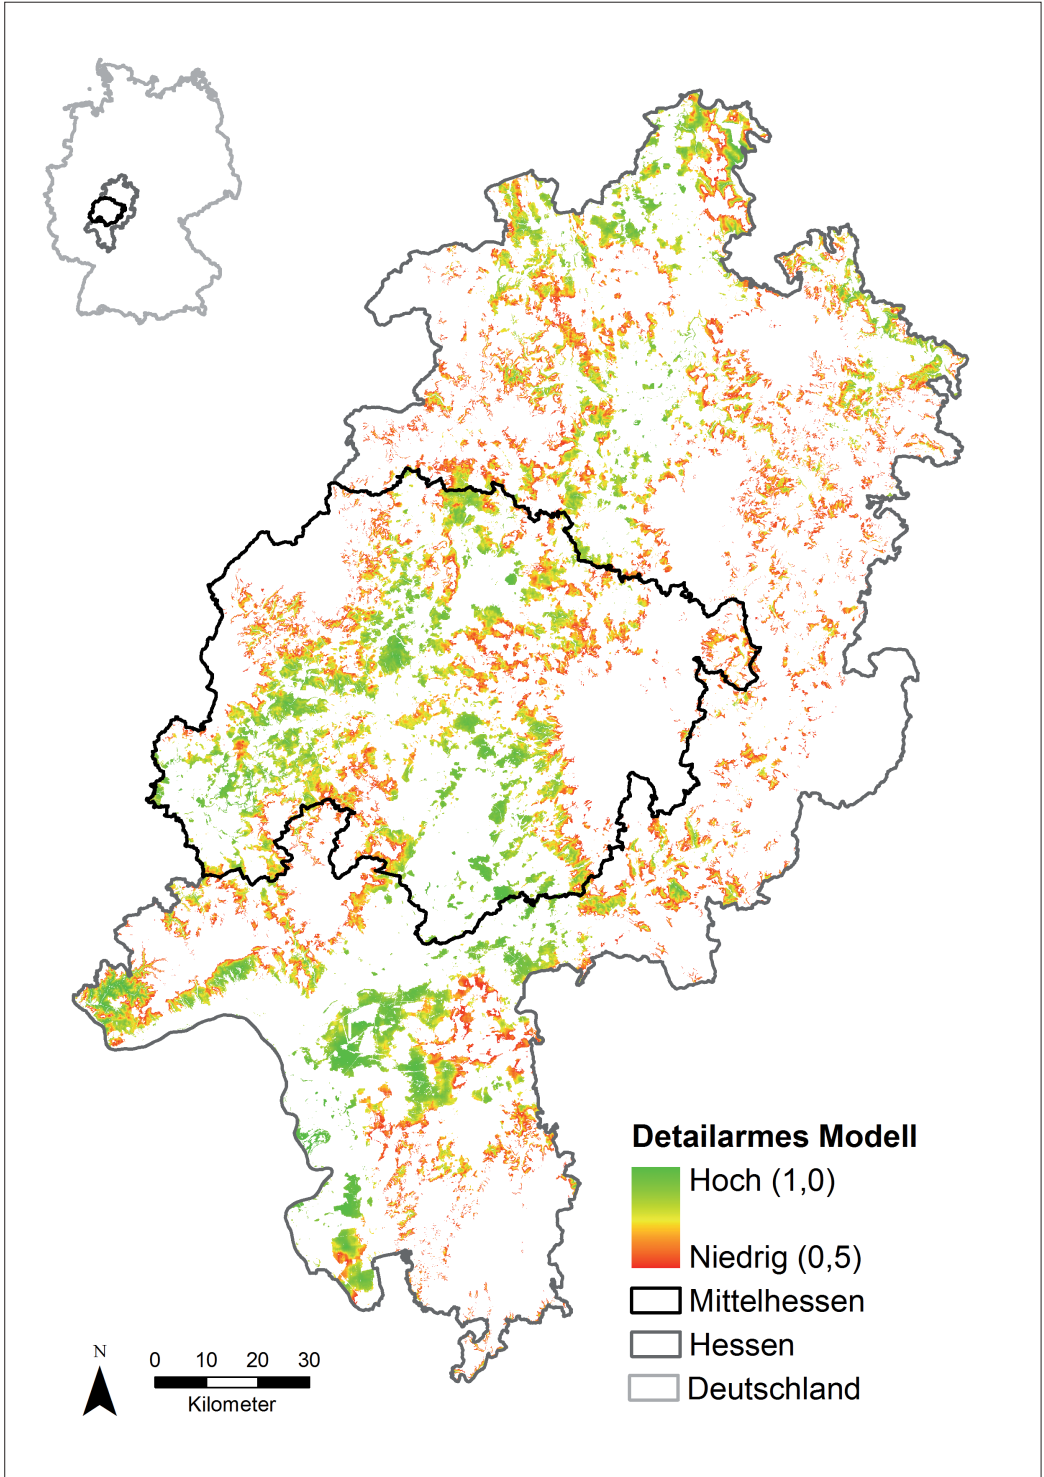 Detailarmes Modell
Hoch (1,0)
Niedrig (0,5)
Mittelhessen
Hessen
Deutschland
N
0 10 20 30
Kilometer